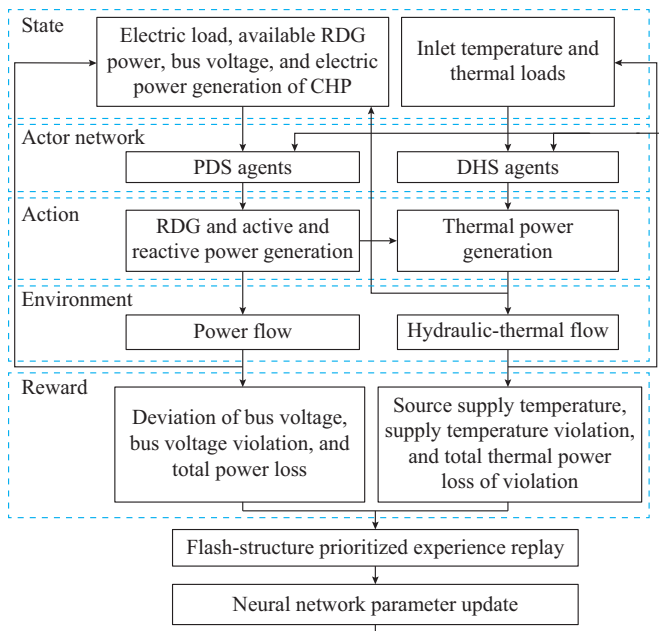 State
Electric load, available RDG
power, bus voltage, and electric
power generation of CHP
Inlet temperature and
thermal loads
Actor network
PDS agents
DHS agents
Action
RDG and active and
reactive power generation
Thermal power
generation
Environment
Power flow
Hydraulic-thermal flow
Reward
Deviation of bus voltage,
bus voltage violation, and
total power loss
Source supply temperature,
supply temperature violation,
and total thermal power
loss of violation
Flash-structure prioritized experience replay
Neural network parameter update